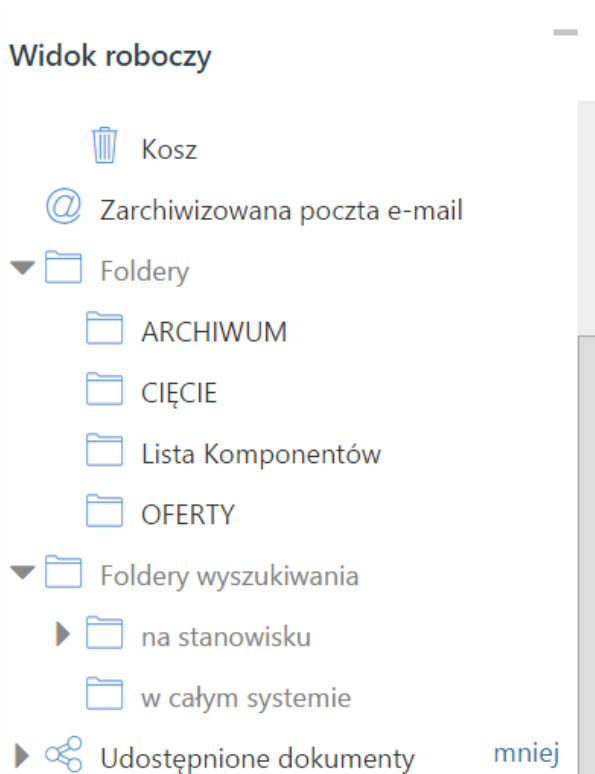 Widok roboczy
Kosz
Zarchiwizowana poczta e-mail
Foldery
ARCHIWUM
CIĘCIE
Lista Komponentów
OFERTY
Foldery wyszukiwania
na stanowisku
w całym systemie
Udostępnione dokumenty mniej